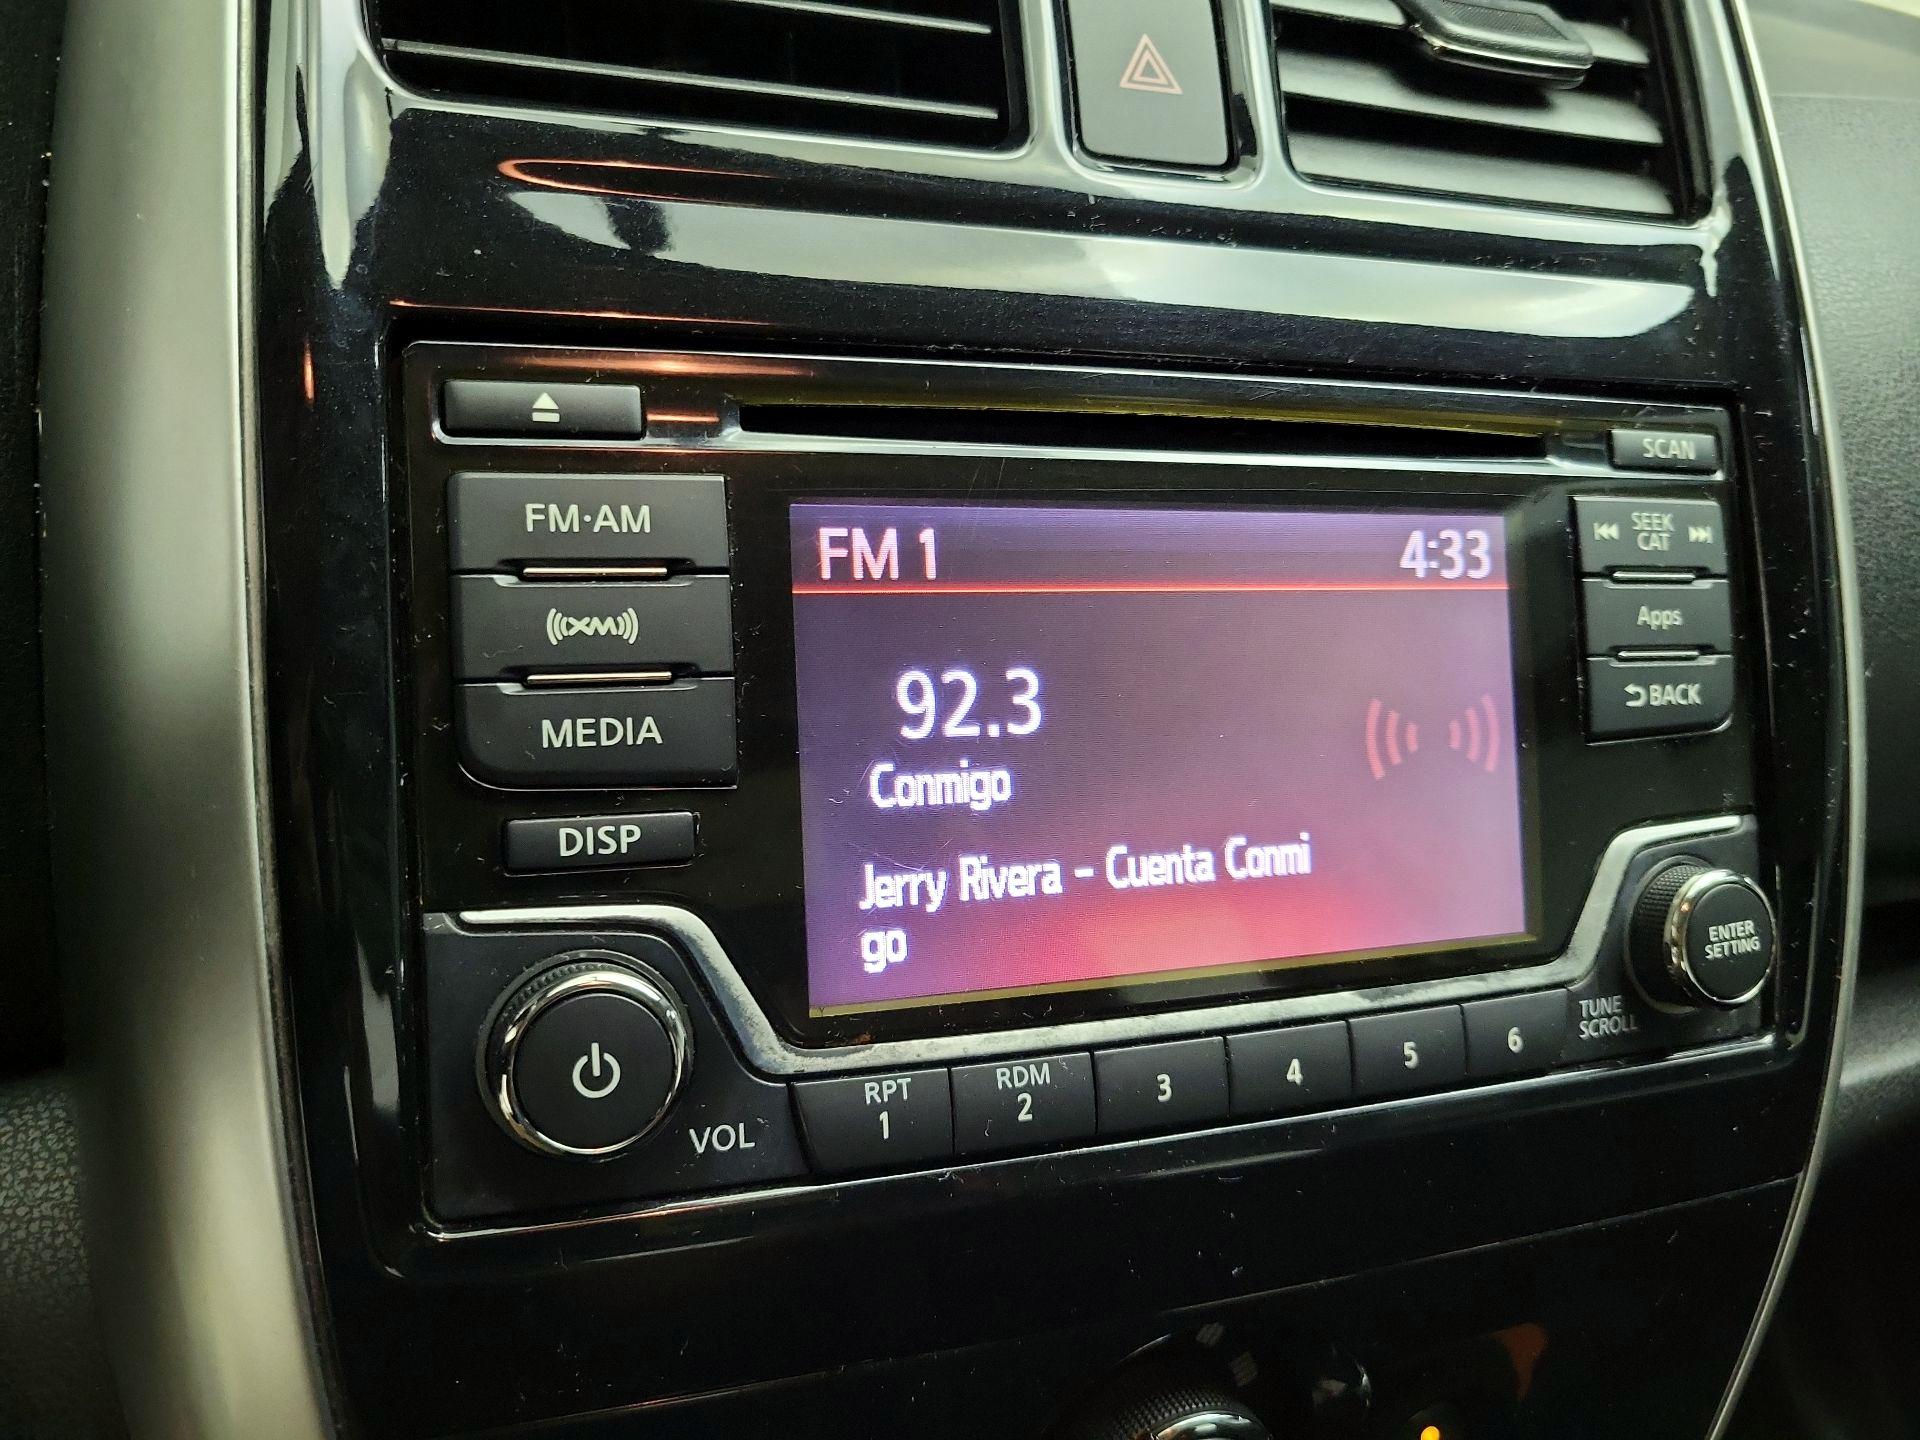 SCAN
FM·AM
SEEK
CAT
FM 1 4:33
XM
Apps
92.3
BACK
MEDIA
Conmigo
DISP
Jerry Rivera - Cuenta Conmi
go
ENTER
SETTING
TUNE
SCROLL
VOL
RPT
1
RDM
2
3
4
5
6